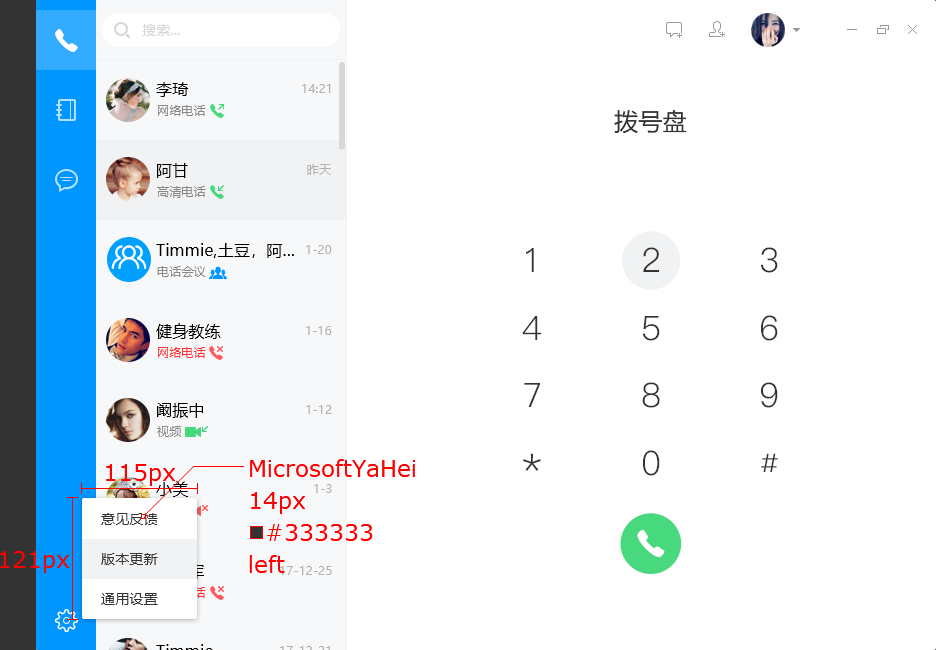 搜索...
李琦 14:21
网络电话
阿甘 昨天
高清电话
Timmie,土豆，阿... 1-20
电话会议
健身教练 1-16
网络电话
阚振中 1-12
视频
小美 1-3
17-12-25
Timmie 17-12-21
意见反馈
版本更新
通用设置
115px
121px
MicrosoftYaHei
14px
#333333
left
拨号盘
1 2 3
4 5 6
7 8 9
* 0 #